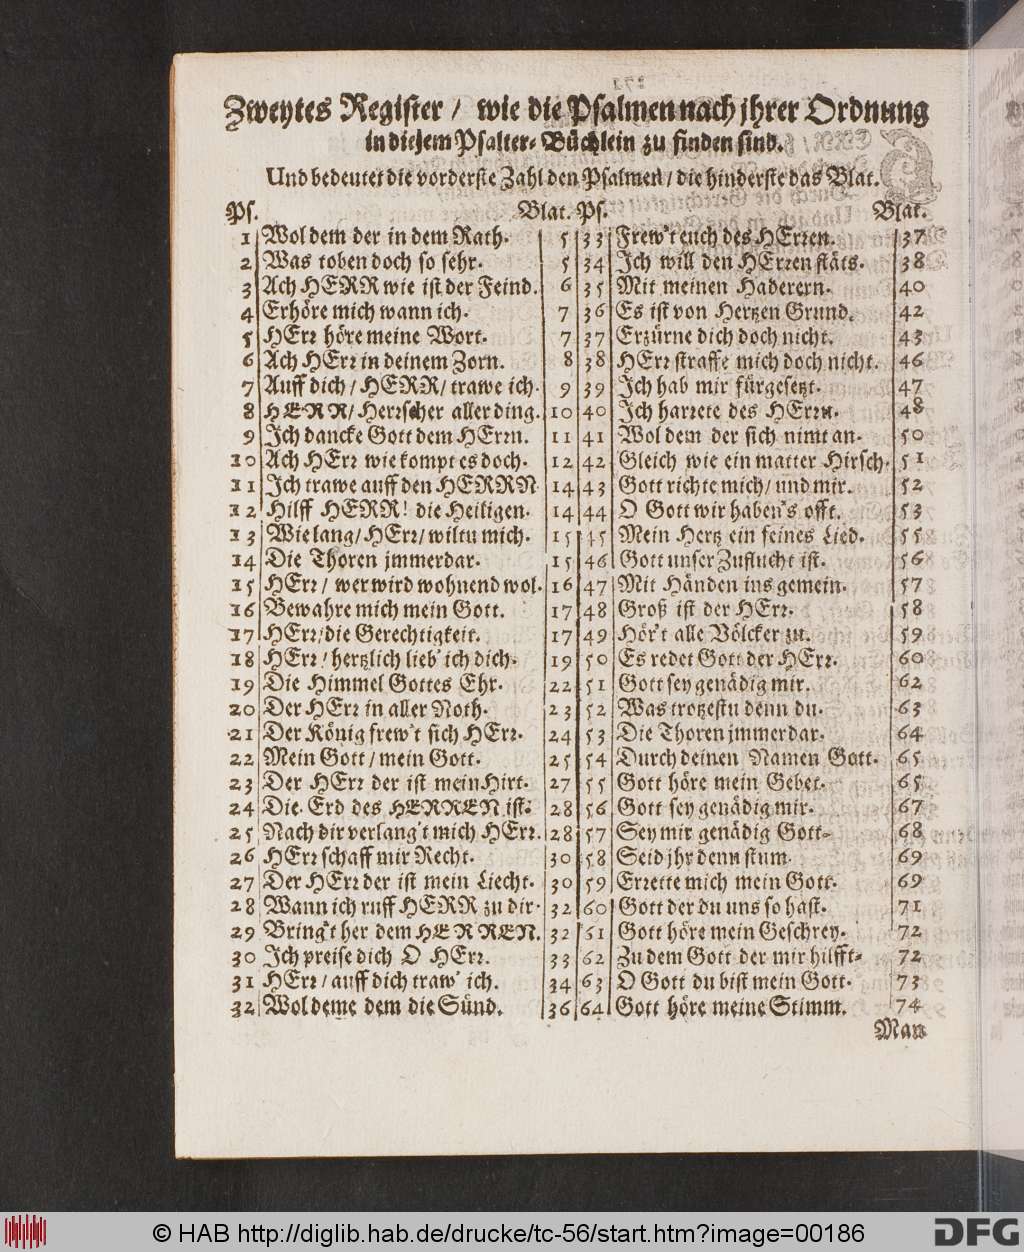 Zweytes Register / wie die Psalmen nach jhrer Ordnung
in diesem Psalter-Büchlein zu finden sind.
Und bedeutet die vorderste Zahl den Psalmen / die hinderste das Blat.
Ps. Blat.
1 Wol dem der in dem Rath. 5
2 Was toben doch so sehr. 5
3 Ach HERR wie ist der Feind. 6
4 Erhöre mich wann ich. 7
5 HErr höre meine Wort. 7
6 Ach HErr in deinem Zorn. 8
7 Auff dich / HERR / trawe ich. 9
8 HERR / Herrscher aller ding. 10
9 Ich dancke Gott dem HErrn. 11
10 Ach HErr wie kompt es doch. 12
11 Ich trawe auff den HERRN 14
12 Hilff HERR! die Heiligen. 14
13 Wie lang / HErr / wiltu mich. 15
14 Die Thoren jmmerdar. 15
15 HErr / wer wird wohnend wol. 16
16 Bewahre mich mein Gott. 17
17 HErr / die Gerechtigkeit. 17
18 HErr / hertzlich lieb' ich dich. 19
19 Die Himmel Gottes Ehr. 22
20 Der HErr in aller Noth. 23
21 Der König frew't sich HErr. 24
22 Mein Gott / mein Gott. 25
23 Der HErr der ist mein Hirt. 27
24 Die Erd des HERREN ist. 28
25 Nach dir verlang't mich HErr. 28
26 HErr schaff mir Recht. 30
27 Der HErr der ist mein Liecht. 30
28 Wann ich ruff HERR zu dir. 32
29 Bring't her dem HERREN. 32
30 Ich preise dich O HErr. 33
31 HErr / auff dich traw' ich. 34
32 Wol deme dem die Sünd. 36
Ps. Blat.
33 Frew't euch des HErren. 37
34 Ich will den HErren stäts. 38
35 Mit meinen Haderern. 40
36 Es ist von Hertzen Grund. 42
37 Erzürne dich doch nicht. 43
38 HErr straffe mich doch nicht. 46
39 Ich hab mir fürgesetzt. 47
40 Ich harrete des HErrn. 48
41 Wol dem der sich nimt an. 50
42 Gleich wie ein matter Hirsch. 51
43 Gott richte mich / und mir. 52
44 O Gott wir haben's offt. 53
45 Mein Hertz ein feines Lied. 55
46 Gott unser Zuflucht ist. 56
47 Mit Händen ins gemein. 57
48 Groß ist der HErr. 58
49 Hör't alle Völcker zu. 59
50 Es redet Gott der HErr. 60
51 Gott sey genädig mir. 62
52 Was trotzestu denn du. 63
53 Die Thoren jmmerdar. 64
54 Durch deinen Namen Gott. 65
55 Gott höre mein Gebet. 65
56 Gott sey genädig mir. 67
57 Sey mir genädig Gott- 68
58 Seid jhr denn stum. 69
59 Errette mich mein Gott. 69
60 Gott der du uns so hast. 71
61 Gott höre mein Geschrey. 72
62 Zu dem Gott der mir hilfft- 72
63 O Gott du bist mein Gott. 73
64 Gott höre meine Stimm. 74
Man
© HAB http://diglib.hab.de/drucke/tc-56/start.htm?image=00186
DFG